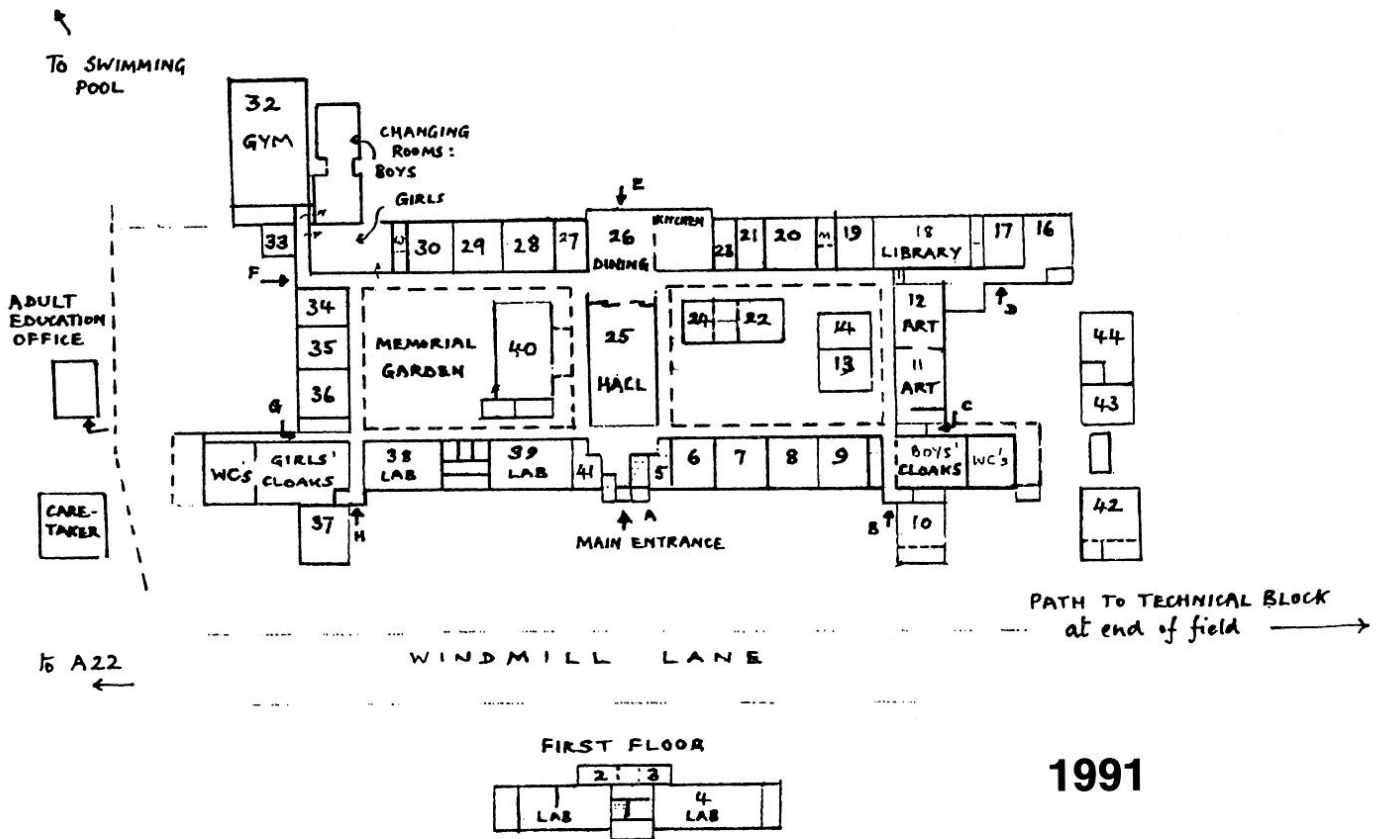 To SWIMMING
POOL
32
GYM
CHANGING
ROOMS:
BOYS
GIRLS
E
KITCHEN
33
30
29
28
27
26
DINING
23
21
20
19
18
LIBRARY
17
16
F
D
ADULT
EDUCATION
OFFICE
34
35
36
MEMORIAL
GARDEN
40
25
HALL
24
22
14
13
12
ART
11
ART
44
43
G
C
WC's
GIRLS'
CLOAKS
38
LAB
39
LAB
41
5
6
7
8
9
BOYS'
CLOAKS
WC's
CARE-
TAKER
37
H
A
MAIN ENTRANCE
B
10
42
PATH TO TECHNICAL BLOCK
at end of field
to A22
WINDMILL LANE
FIRST FLOOR
2
3
1
LAB
4
LAB
1991